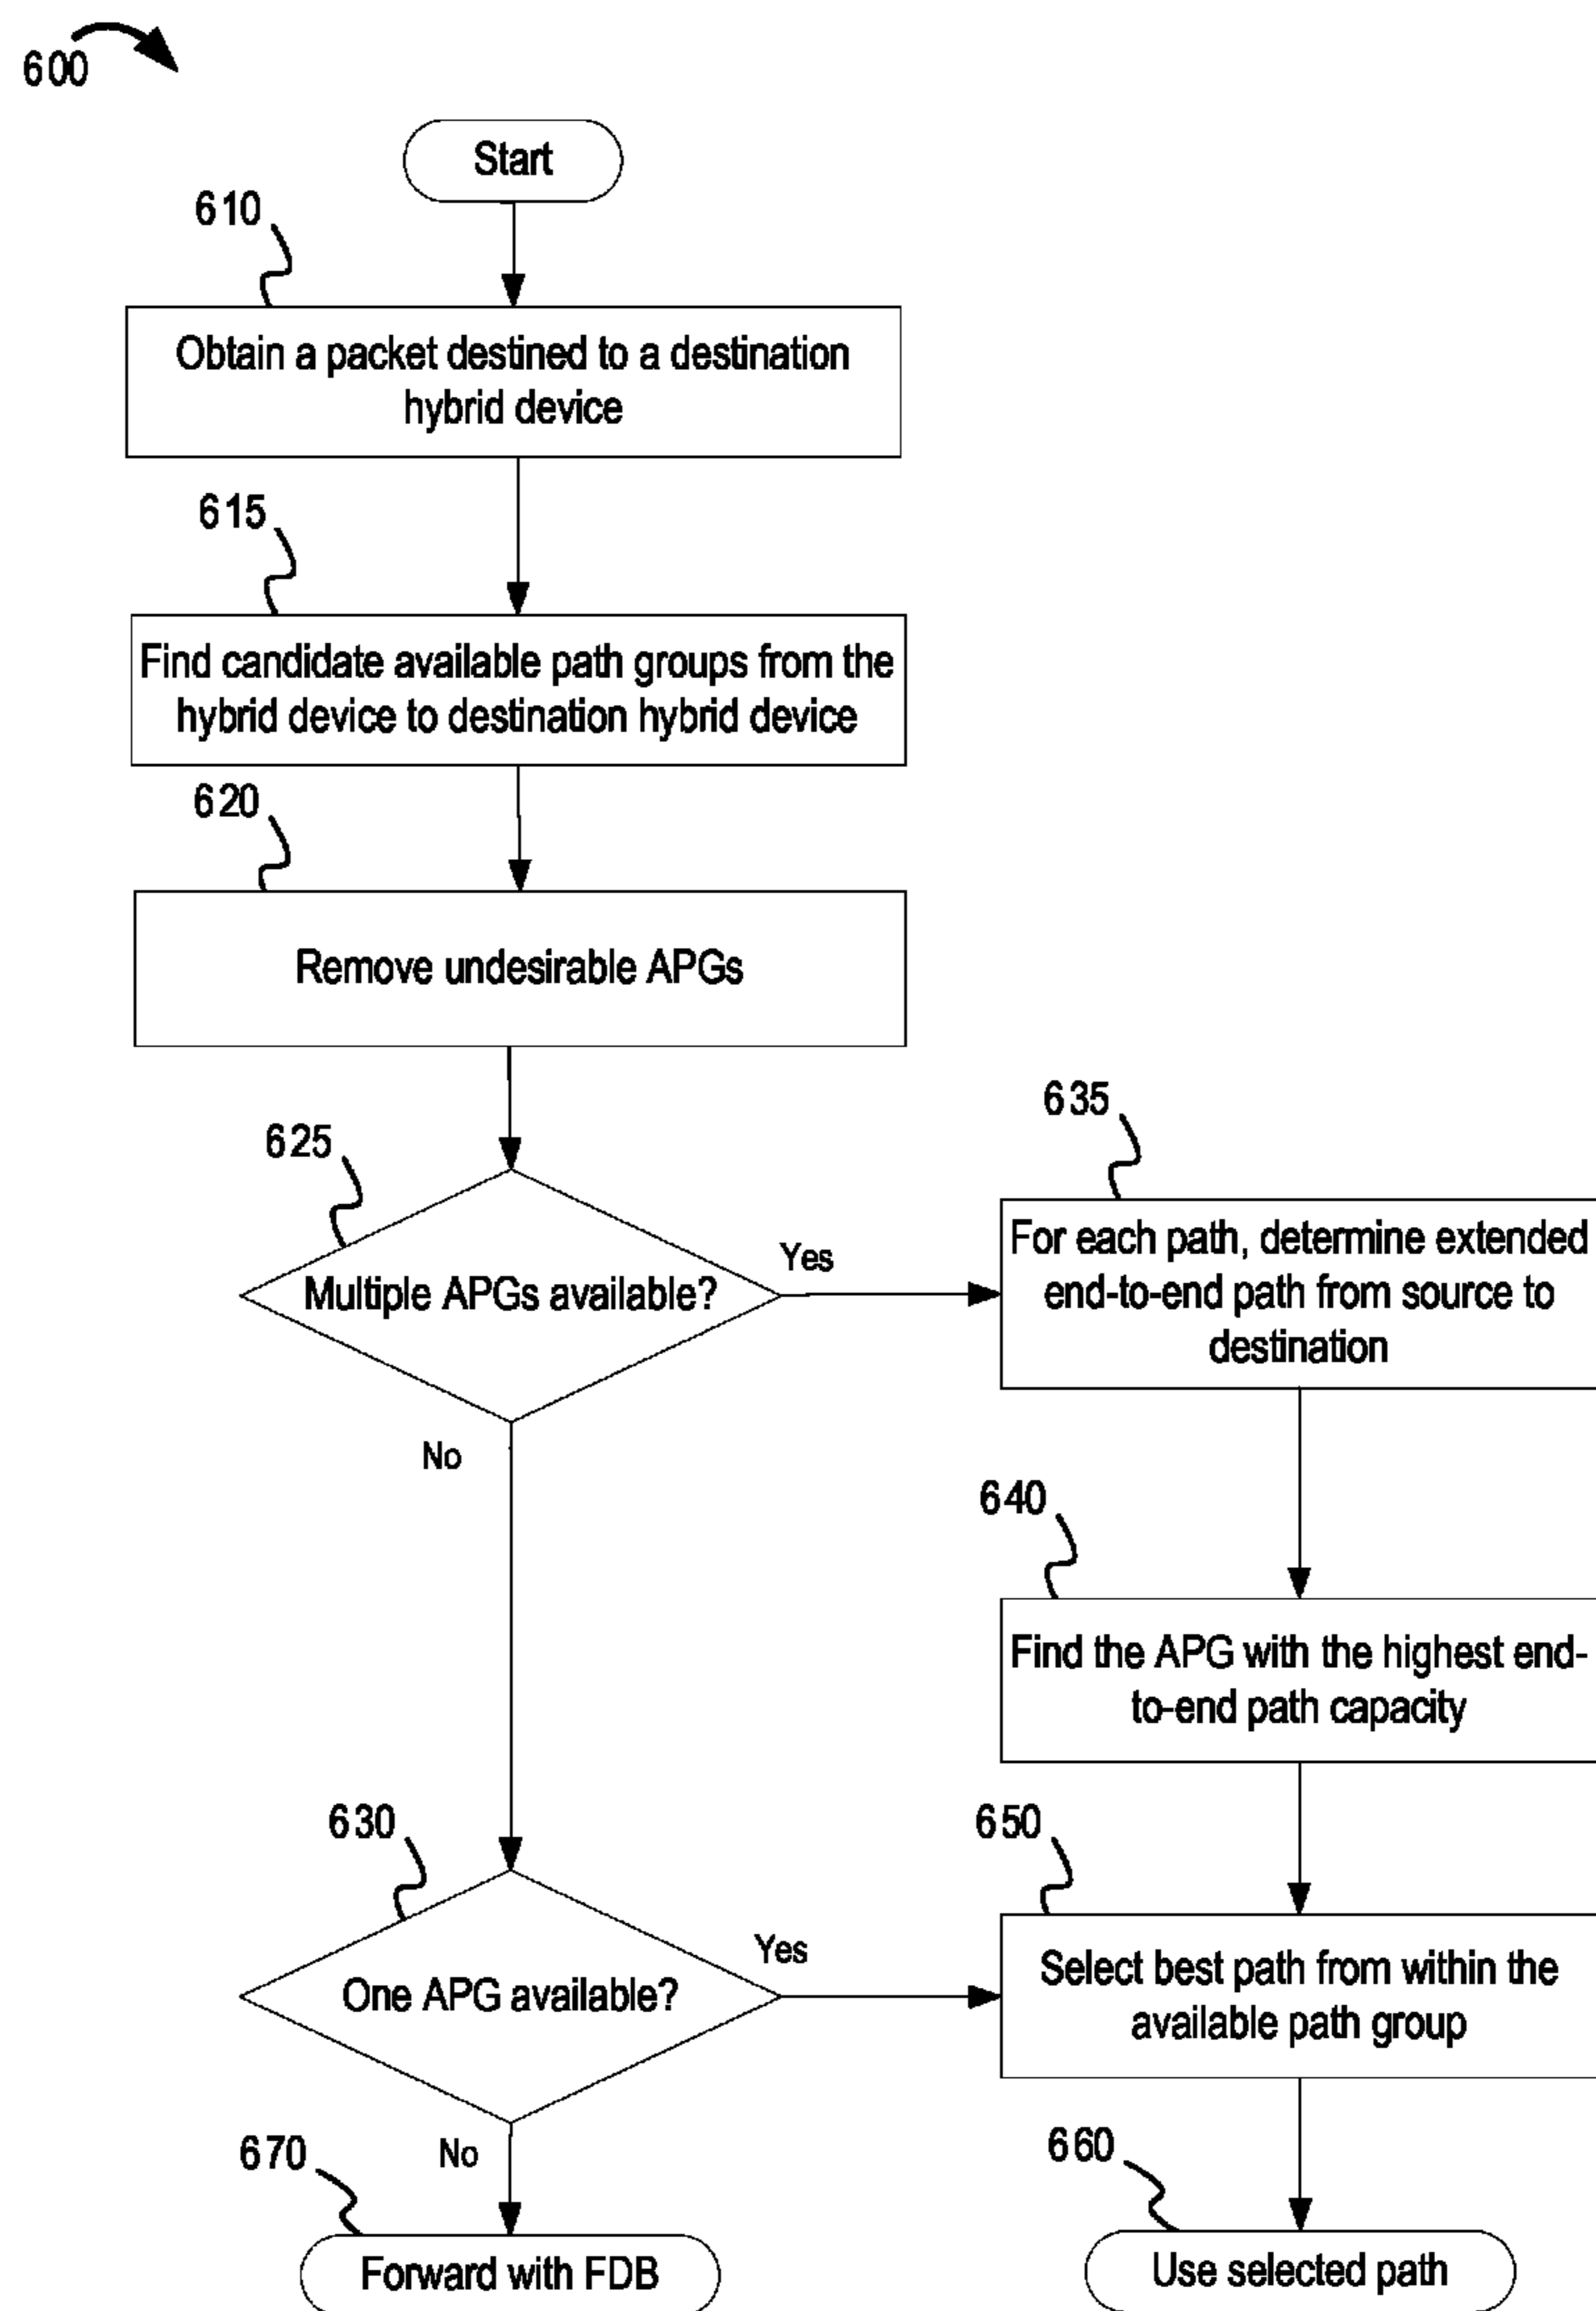 600
Start
610
Obtain a packet destined to a destination
hybrid device
615
Find candidate available path groups from the
hybrid device to destination hybrid device
620
Remove undesirable APGs
625
Multiple APGs available?
Yes
No
635
For each path, determine extended
end-to-end path from source to
destination
640
Find the APG with the highest end-
to-end path capacity
630
One APG available?
Yes
No
650
Select best path from within the
available path group
670
Forward with FDB
660
Use selected path